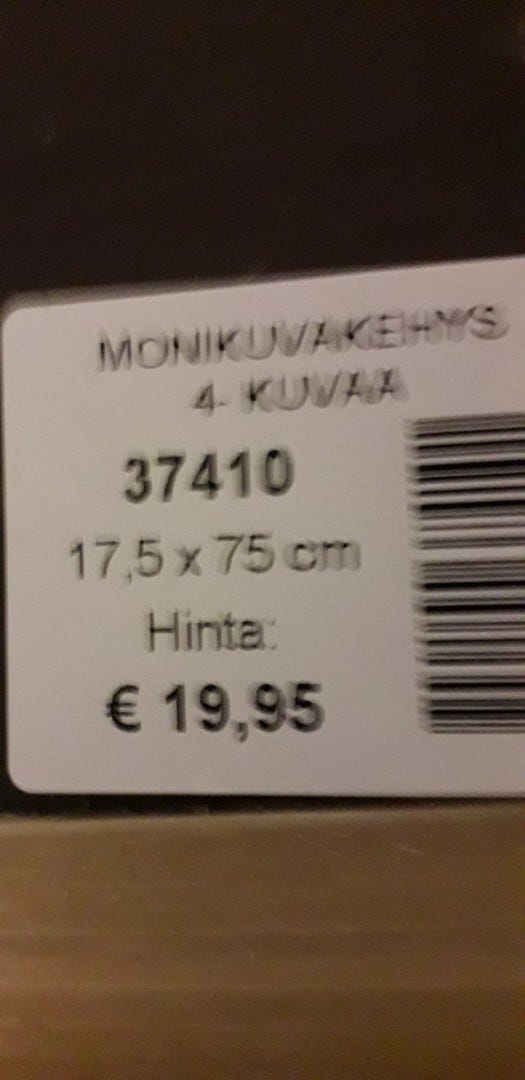 MONIKUVAKEHYS
4- KUVAA
37410
17,5 x 75 cm
Hinta:
€ 19,95